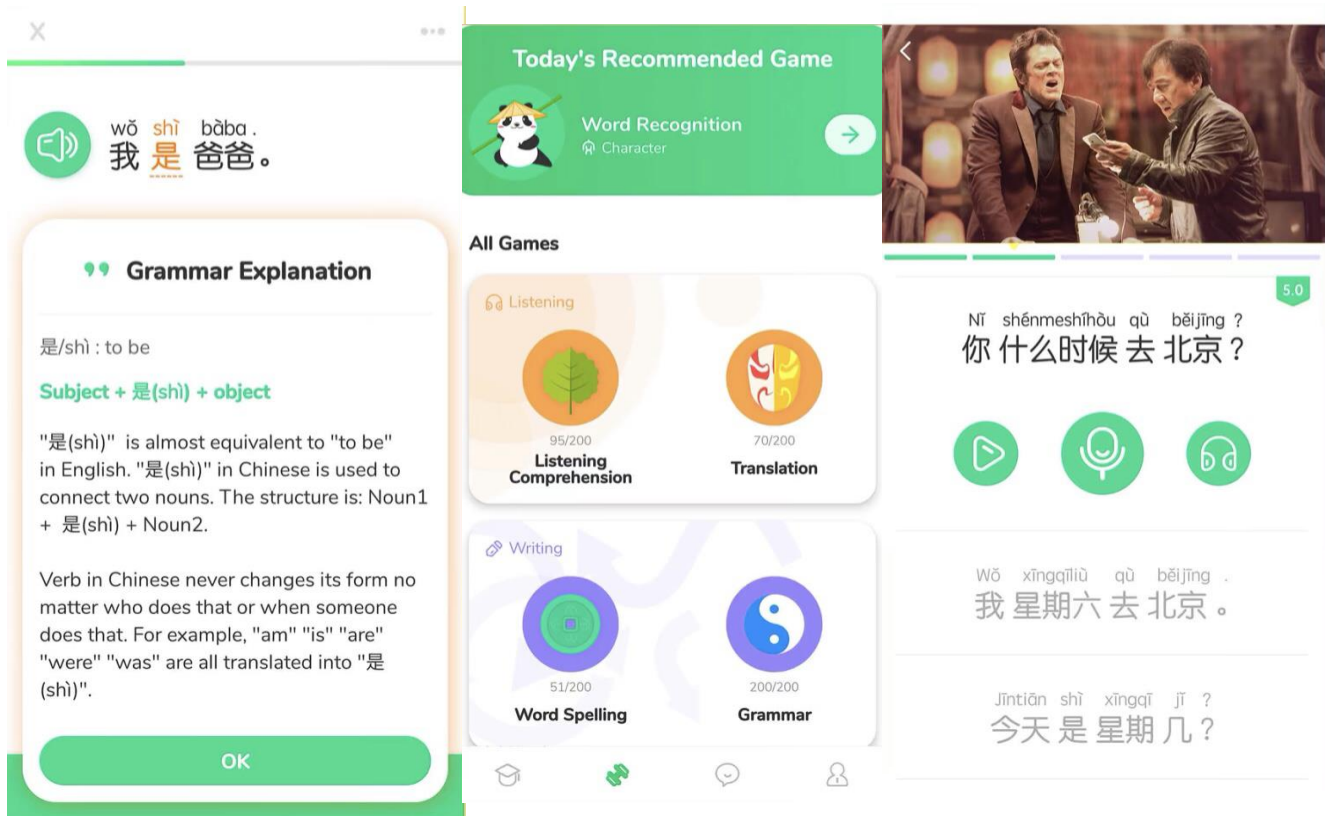 wǒ shì bàba .
我 是 爸爸。
Grammar Explanation
是/shì : to be
Subject + 是(shì) + object
"是(shì)" is almost equivalent to "to be"
in English. "是(shì)" in Chinese is used to
connect two nouns. The structure is: Noun1
+ 是(shì) + Noun2.
Verb in Chinese never changes its form no
matter who does that or when someone
does that. For example, "am" "is" "are"
"were" "was" are all translated into "是
(shì)".
OK
Today's Recommended Game
Word Recognition
Character
All Games
Listening
95/200
Listening
Comprehension
70/200
Translation
Writing
51/200
Word Spelling
200/200
Grammar
5.0
Nǐ shénmeshíhòu qù běijīng ?
你 什么时候 去 北京 ?
Wǒ xīngqīliù qù běijīng .
我 星期六 去 北京 。
Jīntiān shì xīngqī jǐ ?
今天 是 星期 几 ?